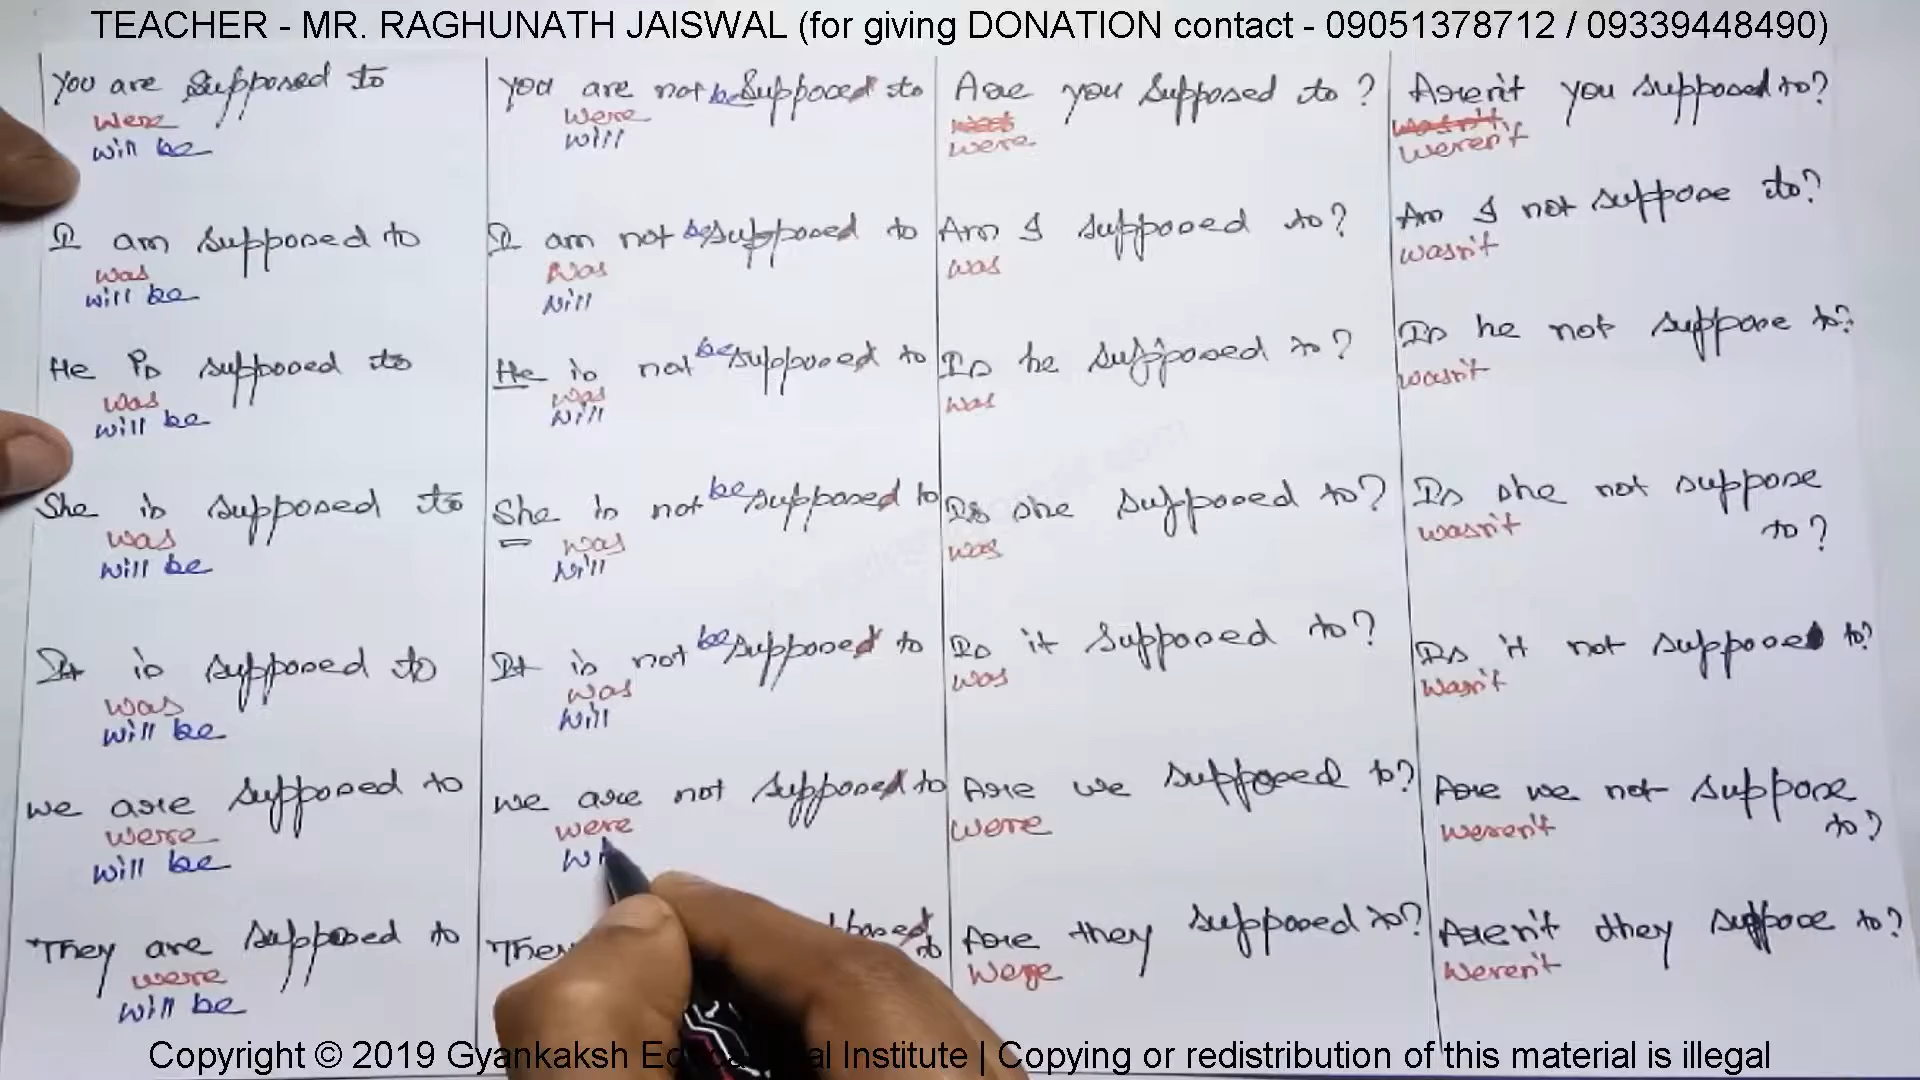 TEACHER - MR. RAGHUNATH JAISWAL (for giving DONATION contact - 09051378712 / 09339448490)
You are supposed to
were
will be
I am supposed to
was
will be
He is supposed to
was
will be
She is supposed to
was
will be
It is supposed to
was
will be
we are supposed to
were
will be
They are supposed to
were
will be
you are not be supposed to
were
will
I am not be supposed to
was
will
He is not be supposed to
was
will
She is not be supposed to
was
will
It is not be supposed to
was
will
we are not supposed to
were
They
to
Are you supposed to?
were
Am I supposed to?
was
Is he supposed to?
was
Is she supposed to?
was
Is it supposed to?
was
Are we supposed to?
were
Are they supposed to?
Were
Aren't you supposed to?
wasn't
weren't
Am I not suppose to?
wasn't
Is he not suppose to?
wasn't
Is she not suppose
to?
wasn't
Is it not suppose to?
wasn't
Are we not suppose
to?
weren't
Aren't they suppose to?
weren't
Copyright © 2019 Gyankaksh Institute | Copying or redistribution of this material is illegal